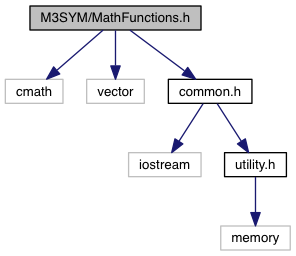 M3SYM/MathFunctions.h
cmath
vector
common.h
iostream
utility.h
memory